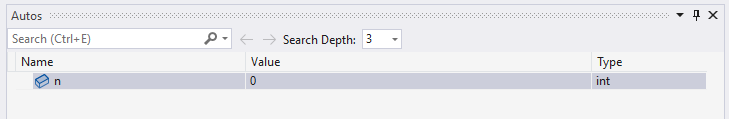 Autos
Search (Ctrl+E) Search Depth: 3
Name Value Type
n 0 int